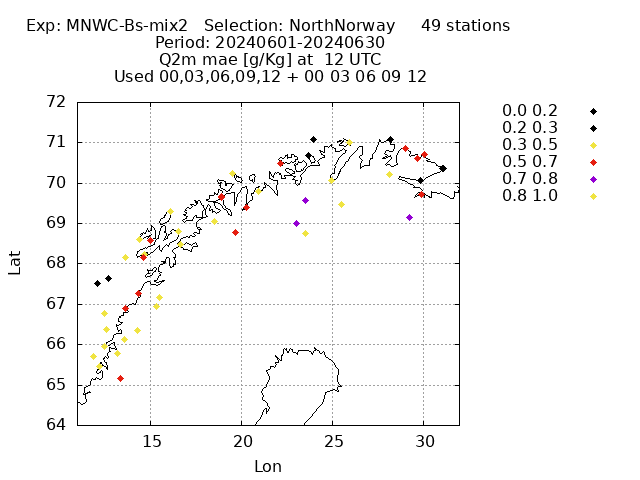 Exp: MNWC-Bs-mix2 Selection: NorthNorway 49 stations
Period: 20240601-20240630
Q2m mae [g/Kg] at 12 UTC
Used 00,03,06,09,12 + 00 03 06 09 12
72
71
70
69
68
67
66
65
64
Lat
15 20 25 30
Lon
0.0 0.2
0.2 0.3
0.3 0.5
0.5 0.7
0.7 0.8
0.8 1.0